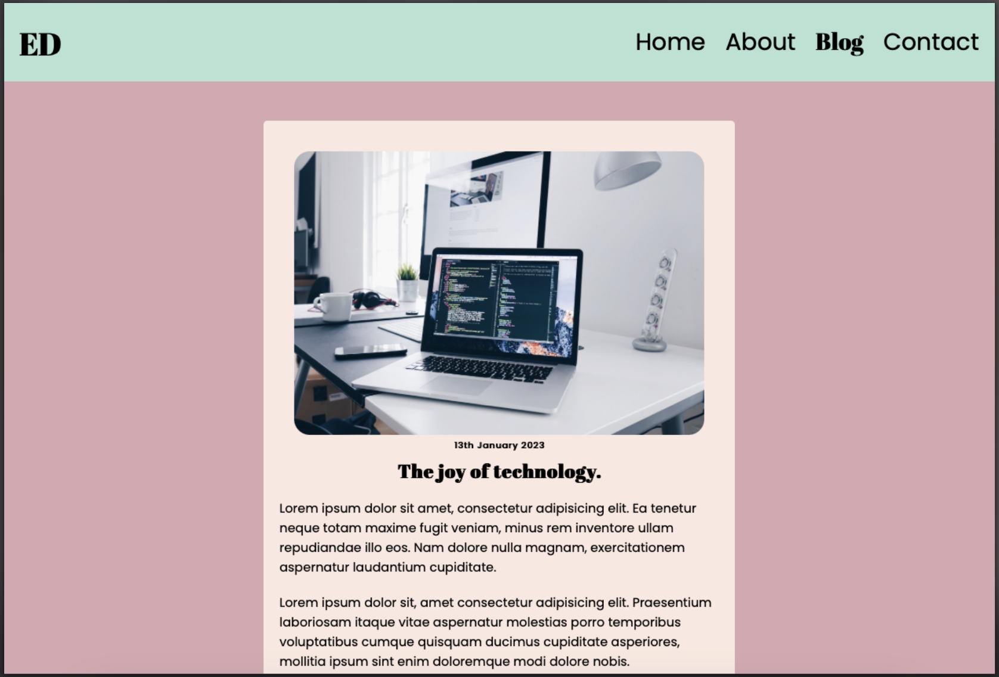 ED
Home About Blog Contact
13th January 2023
The joy of technology.
Lorem ipsum dolor sit amet, consectetur adipisicing elit. Ea tenetur
neque totam maxime fugit veniam, minus rem inventore ullam
repudiandae illo eos. Nam dolore nulla magnam, exercitationem
aspernatur laudantium cupiditate.
Lorem ipsum dolor sit, amet consectetur adipisicing elit. Praesentium
laboriosam itaque vitae aspernatur molestias porro temporibus
voluptatibus cumque quisquam ducimus cupiditate asperiores,
mollitia ipsum sint enim doloremque modi dolore nobis.